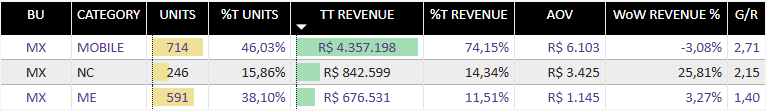 BU CATEGORY UNITS %T UNITS TT REVENUE %T REVENUE AOV WoW REVENUE % G/R
MX MOBILE 714 46,03% R$ 4.357.198 74,15% R$ 6.103 -3,08% 2,71
MX NC 246 15,86% R$ 842.599 14,34% R$ 3.425 25,81% 2,15
MX ME 591 38,10% R$ 676.531 11,51% R$ 1.145 3,27% 1,40